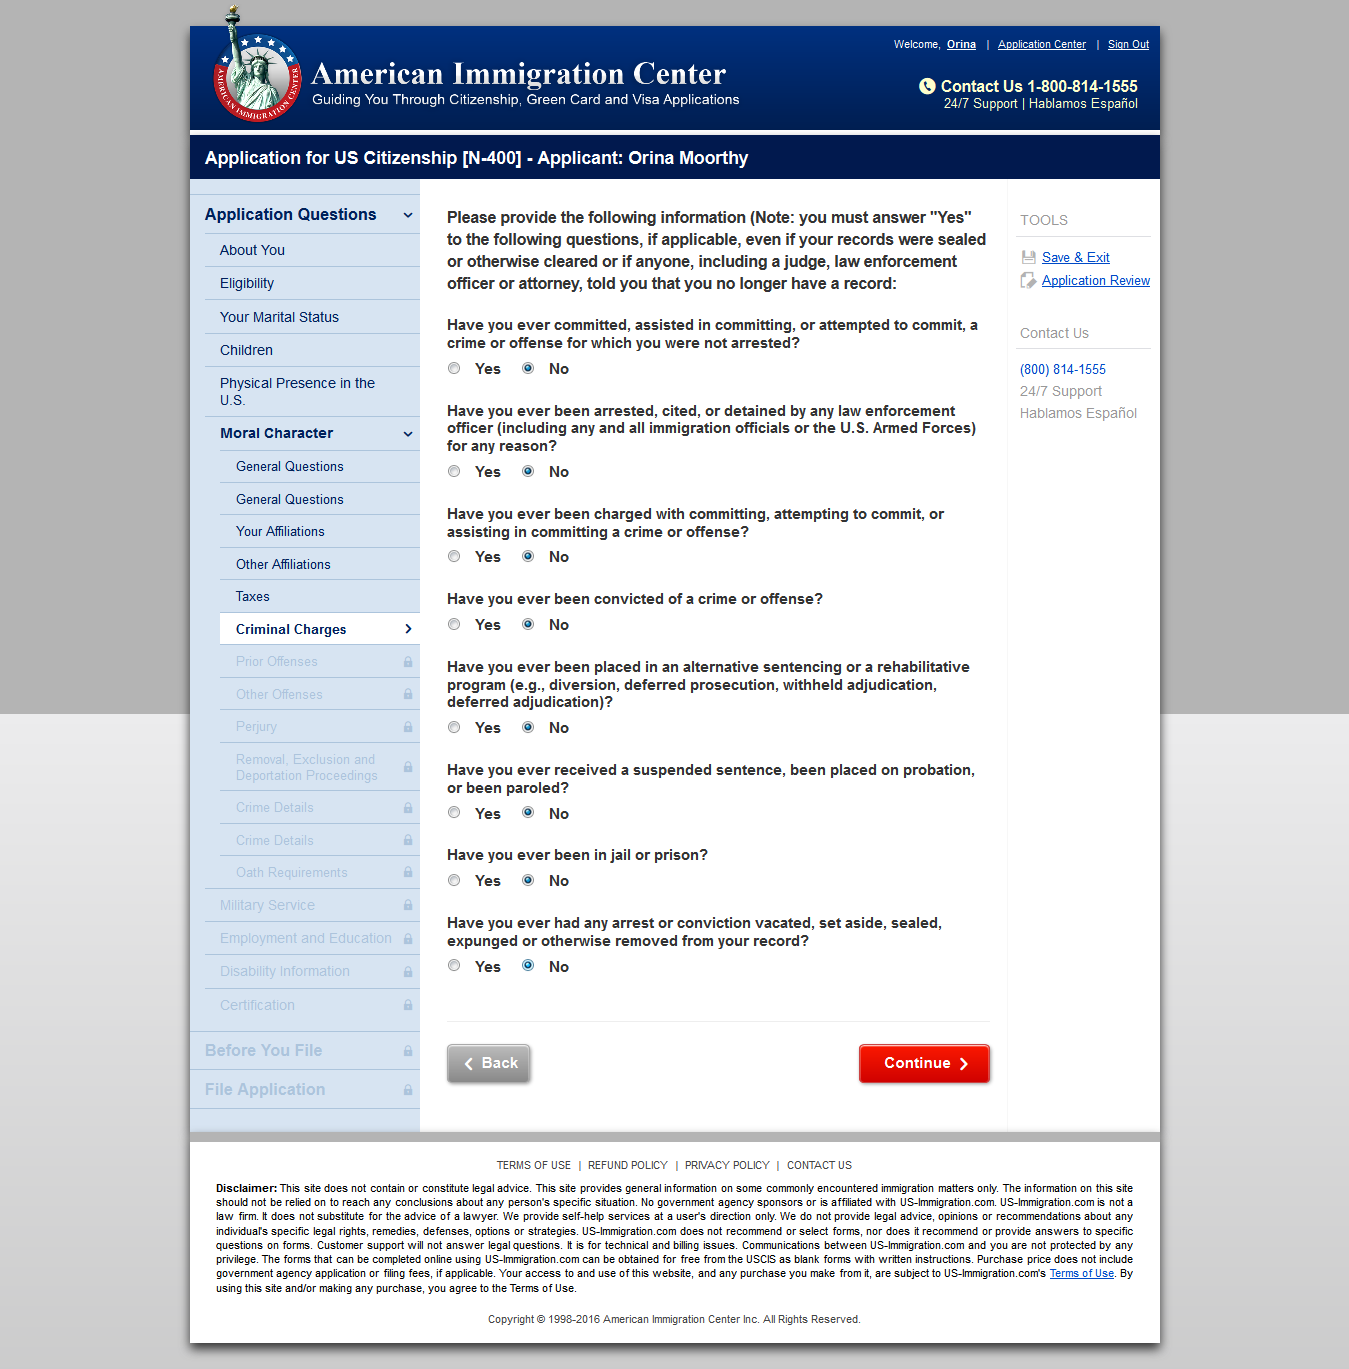 Welcome, Orina | Application Center | Sign Out
American Immigration Center
Guiding You Through Citizenship, Green Card and Visa Applications
AMERICAN IMMIGRATION CENTER
Contact Us 1-800-814-1555
24/7 Support | Hablamos Español
Application for US Citizenship [N-400] - Applicant: Orina Moorthy
Application Questions
About You
Eligibility
Your Marital Status
Children
Physical Presence in the
U.S.
Moral Character
General Questions
General Questions
Your Affiliations
Other Affiliations
Taxes
Criminal Charges
Prior Offenses
Other Offenses
Perjury
Removal, Exclusion and
Deportation Proceedings
Crime Details
Crime Details
Oath Requirements
Military Service
Employment and Education
Disability Information
Certification
Before You File
File Application
Please provide the following information (Note: you must answer "Yes"
to the following questions, if applicable, even if your records were sealed
or otherwise cleared or if anyone, including a judge, law enforcement
officer or attorney, told you that you no longer have a record:
Have you ever committed, assisted in committing, or attempted to commit, a
crime or offense for which you were not arrested?
Yes No
Have you ever been arrested, cited, or detained by any law enforcement
officer (including any and all immigration officials or the U.S. Armed Forces)
for any reason?
Yes No
Have you ever been charged with committing, attempting to commit, or
assisting in committing a crime or offense?
Yes No
Have you ever been convicted of a crime or offense?
Yes No
Have you ever been placed in an alternative sentencing or a rehabilitative
program (e.g., diversion, deferred prosecution, withheld adjudication,
deferred adjudication)?
Yes No
Have you ever received a suspended sentence, been placed on probation,
or been paroled?
Yes No
Have you ever been in jail or prison?
Yes No
Have you ever had any arrest or conviction vacated, set aside, sealed,
expunged or otherwise removed from your record?
Yes No
Back
Continue
TOOLS
Save & Exit
Application Review
Contact Us
(800) 814-1555
24/7 Support
Hablamos Español
TERMS OF USE | REFUND POLICY | PRIVACY POLICY | CONTACT US
Disclaimer: This site does not contain or constitute legal advice. This site provides general information on some commonly encountered immigration matters only. The information on this site
should not be relied on to reach any conclusions about any person's specific situation. No government agency sponsors or is affiliated with US-Immigration.com. US-Immigration.com is not a
law firm. It does not substitute for the advice of a lawyer. We provide self-help services at a user's direction only. We do not provide legal advice, opinions or recommendations about any
individual's specific legal rights, remedies, defenses, options or strategies. US-Immigration.com does not recommend or select forms, nor does it recommend or provide answers to specific
questions on forms. Customer support will not answer legal questions. It is for technical and billing issues. Communications between US-Immigration.com and you are not protected by any
privilege. The forms that can be completed online using US-Immigration.com can be obtained for free from the USCIS as blank forms with written instructions. Purchase price does not include
government agency application or filing fees, if applicable. Your access to and use of this website, and any purchase you make from it, are subject to US-Immigration.com's Terms of Use. By
using this site and/or making any purchase, you agree to the Terms of Use.
Copyright © 1998-2016 American Immigration Center Inc. All Rights Reserved.